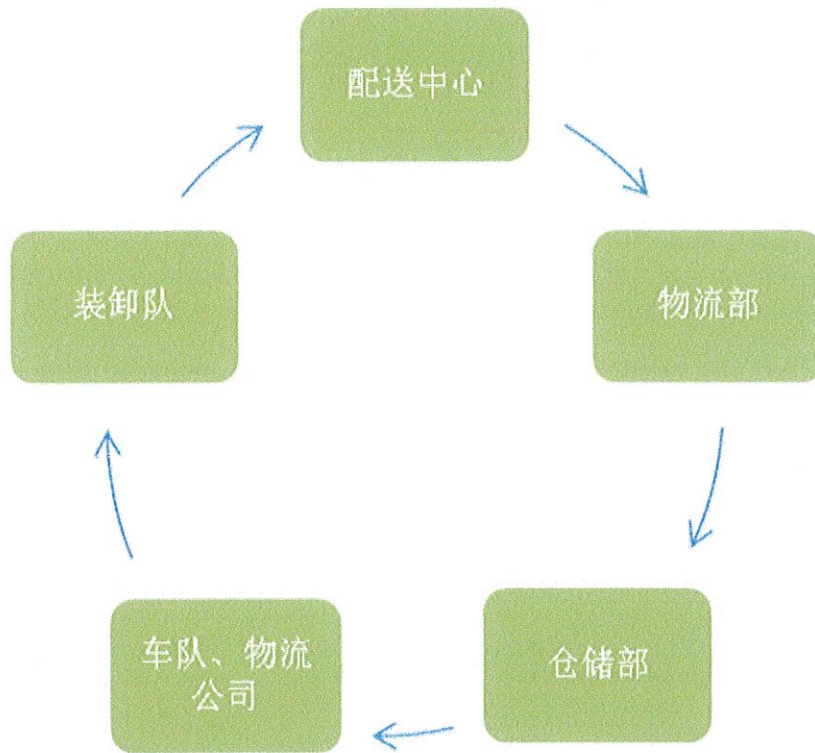 配送中心
物流部
仓储部
车队、物流
公司
装卸队